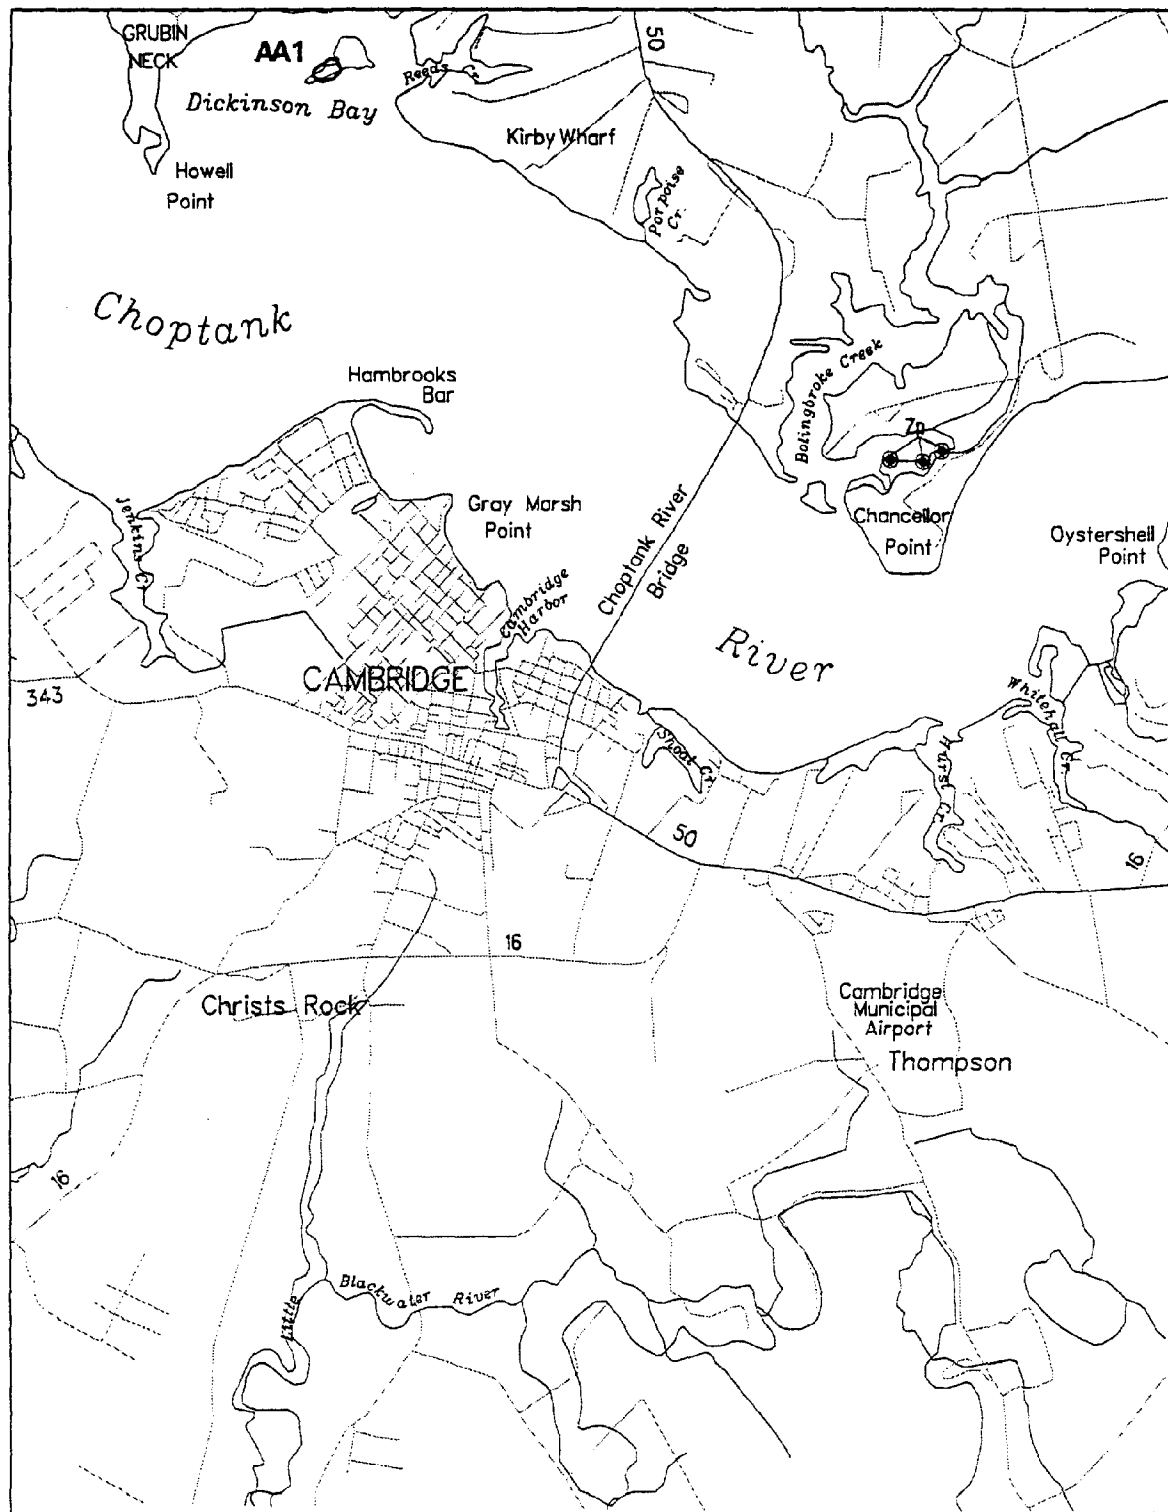 GRUBIN
NECK
AA1
50
Reeds Cr.
Dickinson Bay
Kirby Wharf
Howell
Point
Porpoise
Cr.
Choptank
Hambrooks
Bar
Bolingbroke Creek
Zp
Jenkins Cr.
Gray Marsh
Point
Choptank River
Bridge
Chancellor
Point
Oystershell
Point
Cambridge
Harbor
River
CAMBRIDGE
343
Whitehall Cr.
Shoal Cr.
Hurst Cr.
50
16
16
Christs Rock
Cambridge
Municipal
Airport
Thompson
16
Little Blackwater River